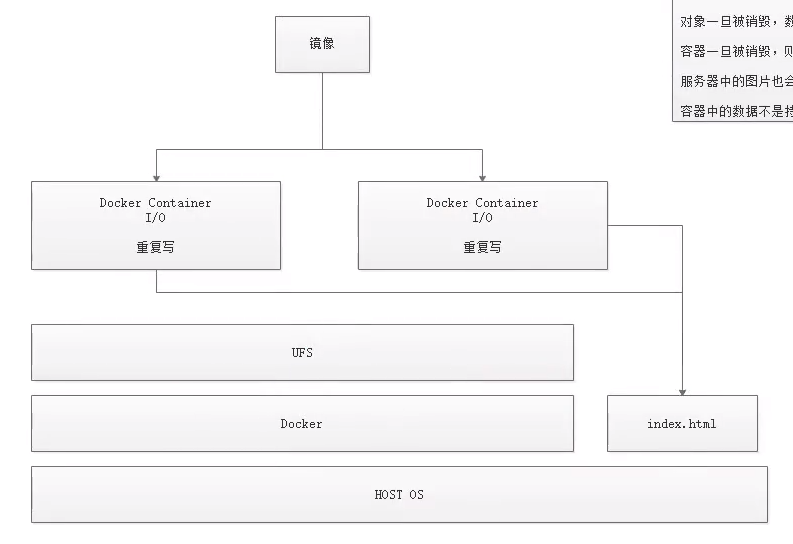 镜像
对象一旦被销毁，数
容器一旦被销毁，则
服务器中的图片也会
容器中的数据不是持
Docker Container
I/O
重复写
Docker Container
I/O
重复写
UFS
Docker
index.html
HOST OS